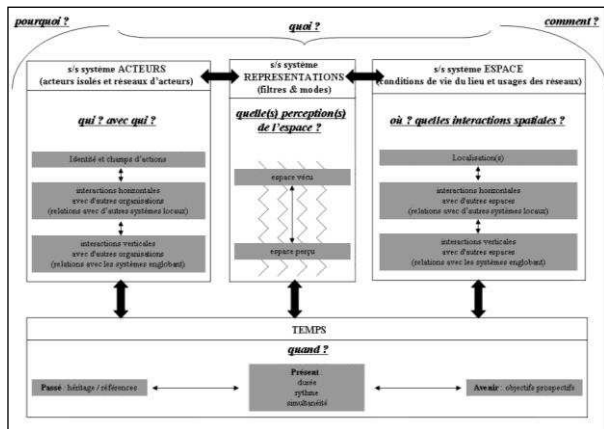 pourquoi ?
quoi ?
comment ?
s/s système ACTEURS
(acteurs isolés et réseaux d'acteurs)
qui ? avec qui ?
Identité et champs d'actions
interactions horizontales
avec d'autres organisations
(relations avec d'autres systèmes locaux)
interactions verticales
avec d'autres organisations
(relations avec les systèmes englobant)
s/s système
REPRESENTATIONS
(filtres & modes)
quelle(s) perception(s)
de l'espace ?
espace vécu
espace perçu
s/s système ESPACE
(conditions de vie du lieu et usages des réseaux)
où ? quelles interactions spatiales ?
Localisation(s)
interactions horizontales
avec d'autres espaces
(relations avec d'autres systèmes locaux)
interactions verticales
avec d'autres espaces
(relations avec les systèmes englobant)
TEMPS
quand ?
Passé : héritage / références
Présent :
durée
rythme
simultanéité
Avenir : objectifs prospectifs